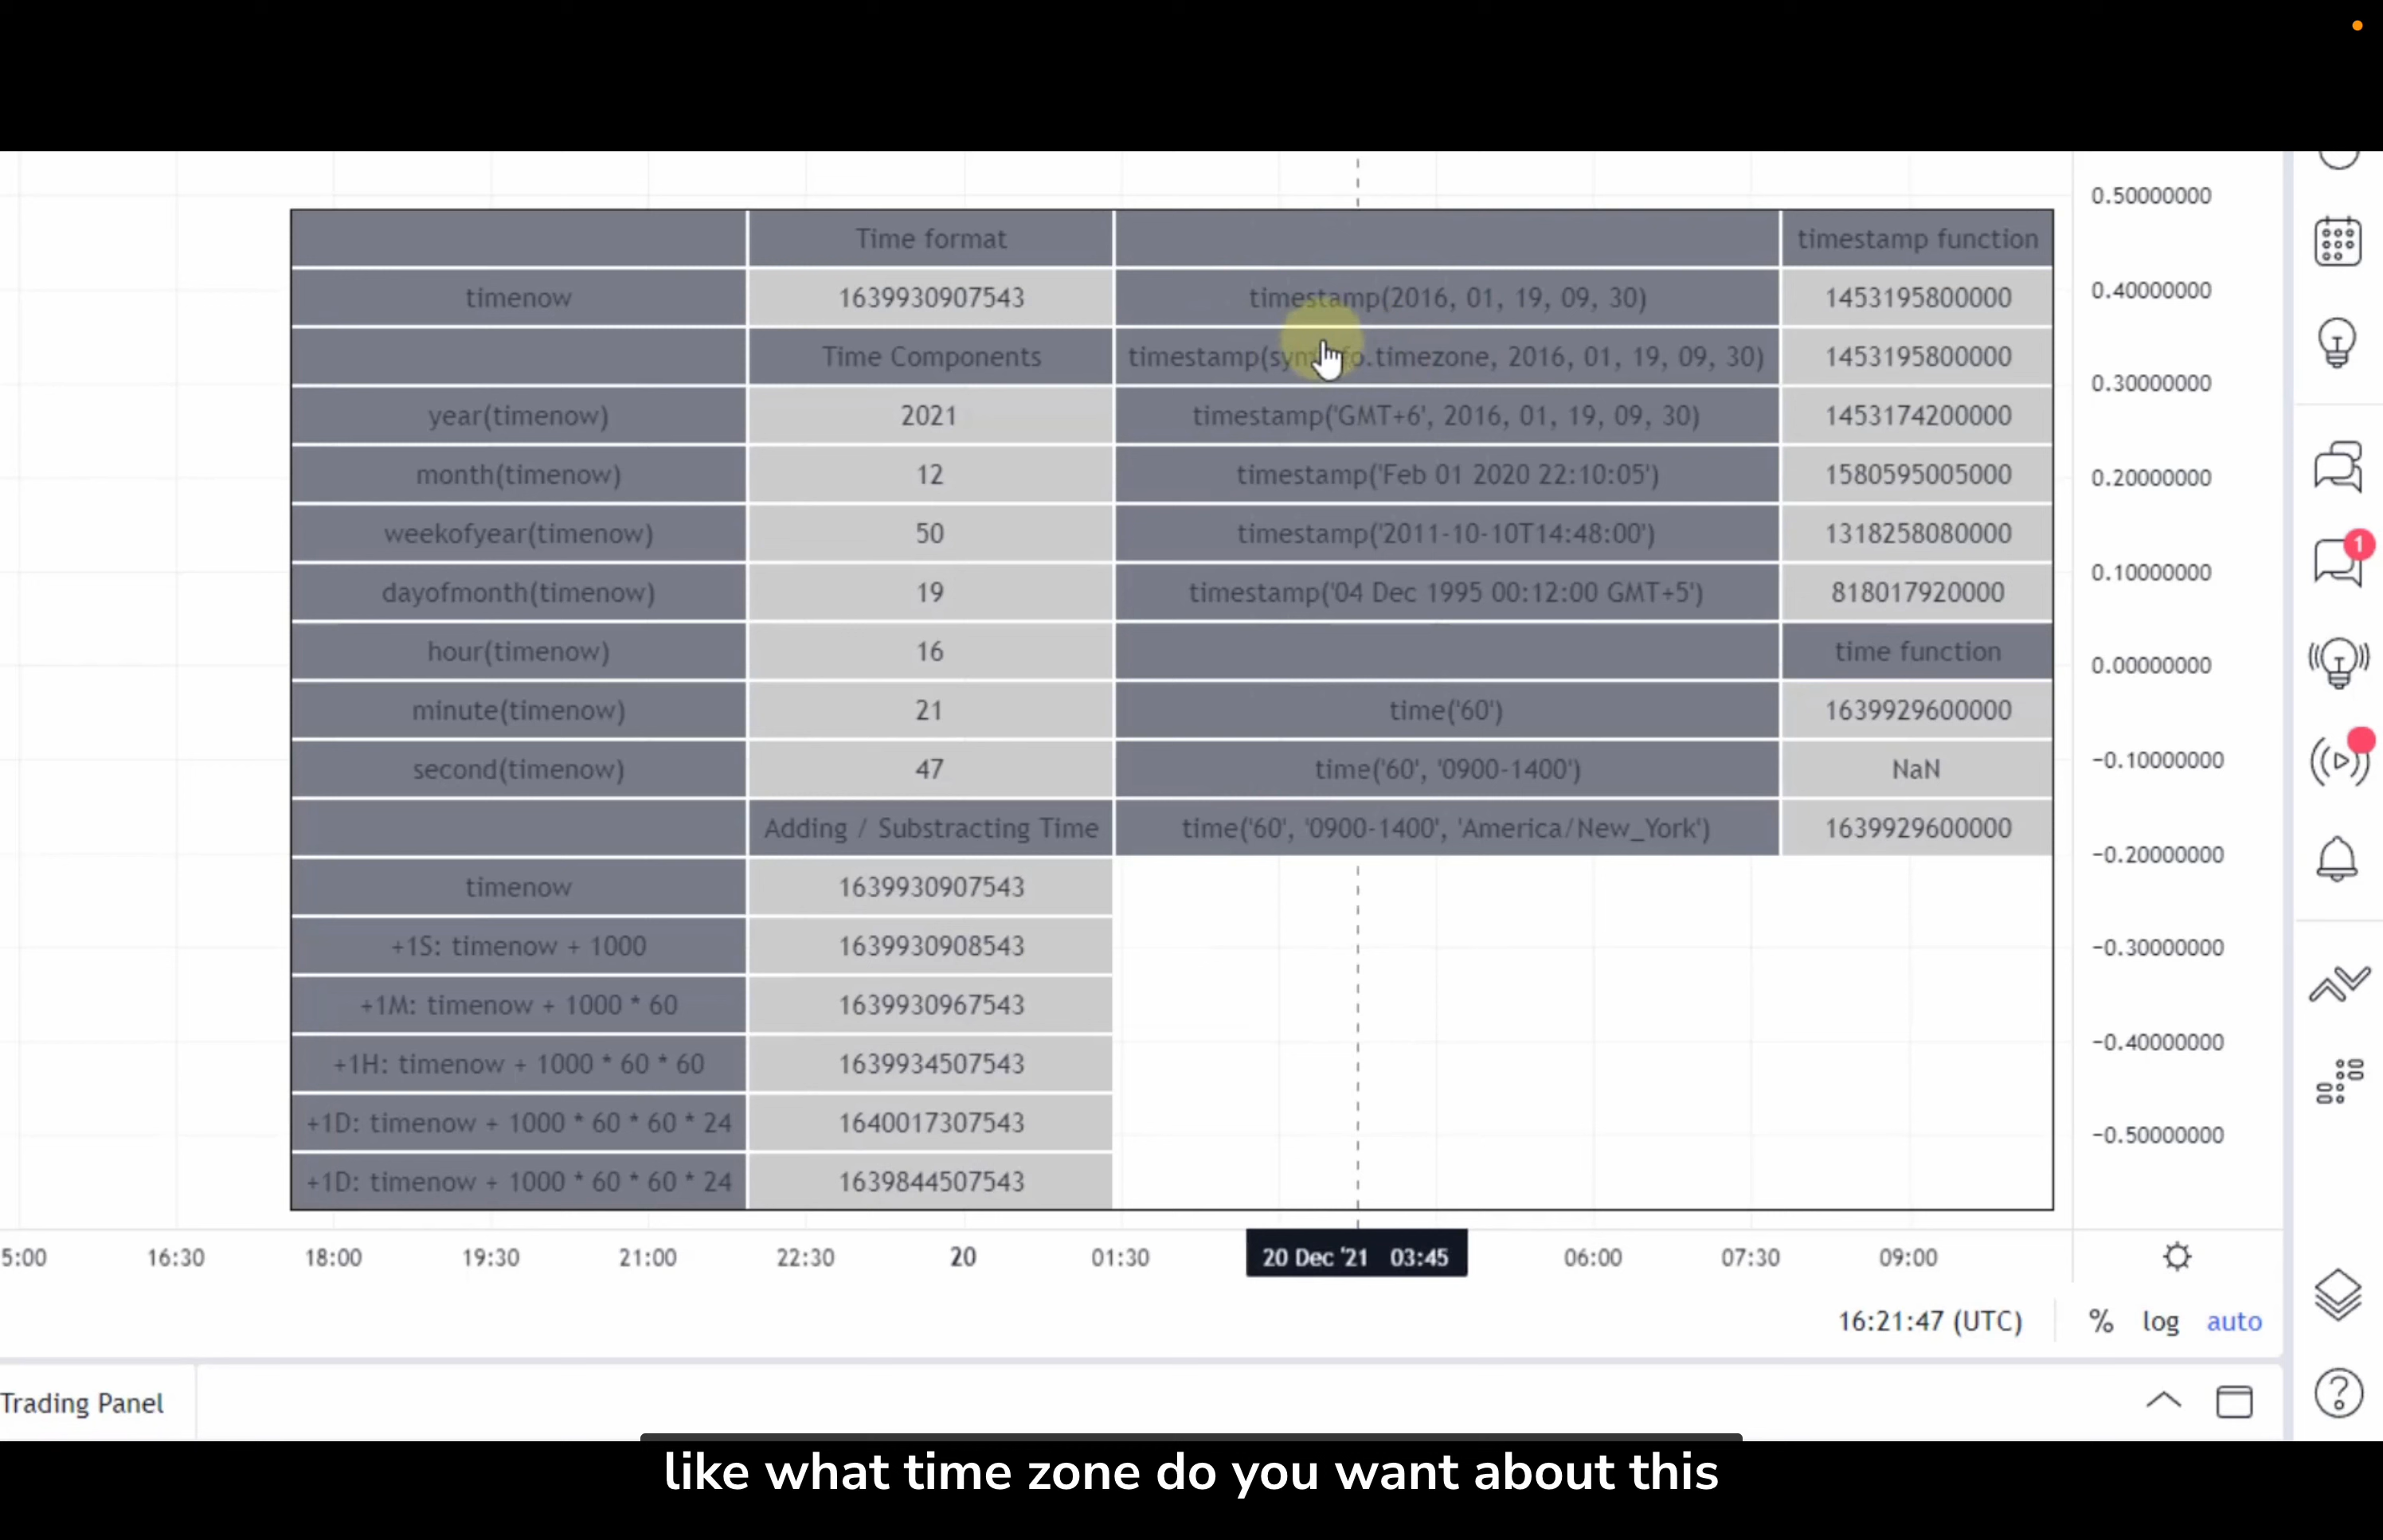 0.50000000
Time format
timestamp function
timenow
1639930907543
timestamp(2016, 01, 19, 09, 30)
1453195800000
0.40000000
Time Components
timestamp(sym fo.timezone, 2016, 01, 19, 09, 30)
1453195800000
0.30000000
year(timenow)
2021
timestamp('GMT+6', 2016, 01, 19, 09, 30)
1453174200000
month(timenow)
12
timestamp('Feb 01 2020 22:10:05')
1580595005000
0.20000000
weekofyear(timenow)
50
timestamp('2011-10-10T14:48:00')
1318258080000
1
dayofmonth(timenow)
19
timestamp('04 Dec 1995 00:12:00 GMT+5')
818017920000
0.10000000
hour(timenow)
16
time function
0.00000000
minute(timenow)
21
time('60')
1639929600000
second(timenow)
47
time('60', '0900-1400')
NaN
-0.10000000
Adding / Substracting Time
time('60', '0900-1400', 'America/New_York')
1639929600000
-0.20000000
timenow
1639930907543
+1S: timenow + 1000
1639930908543
-0.30000000
+1M: timenow + 1000 * 60
1639930967543
-0.40000000
+1H: timenow + 1000 * 60 * 60
1639934507543
+1D: timenow + 1000 * 60 * 60 * 24
1640017307543
-0.50000000
+1D: timenow + 1000 * 60 * 60 * 24
1639844507543
5:00 16:30 18:00 19:30 21:00 22:30 20 01:30 20 Dec '21 03:45 06:00 07:30 09:00
16:21:47 (UTC) % log auto
Trading Panel
like what time zone do you want about this